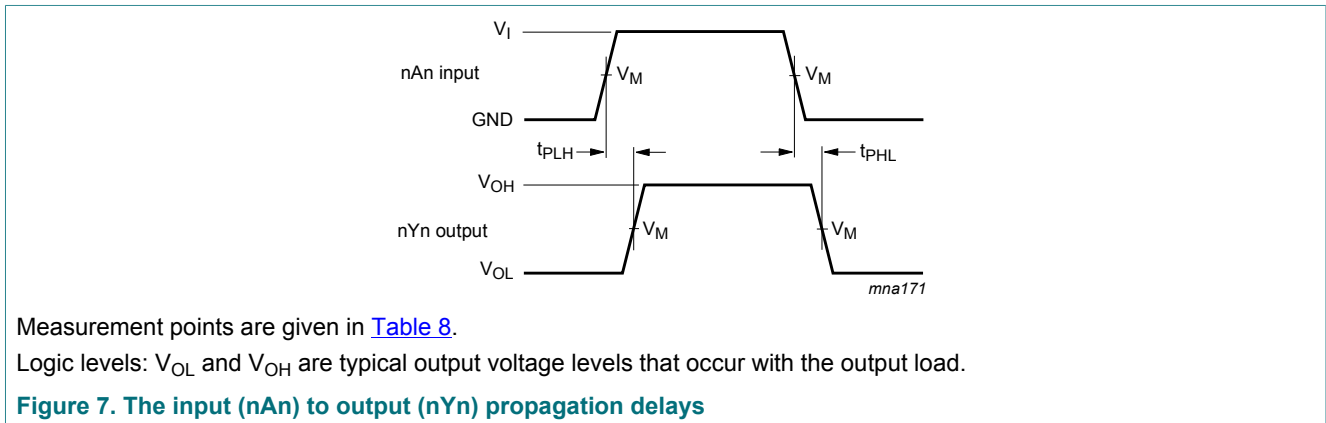 V_I
nAn input
V_M
V_M
GND
t_PLH
t_PHL
V_OH
nYn output
V_M
V_M
V_OL
mna171
Measurement points are given in Table 8.
Logic levels: V_OL and V_OH are typical output voltage levels that occur with the output load.
Figure 7. The input (nAn) to output (nYn) propagation delays